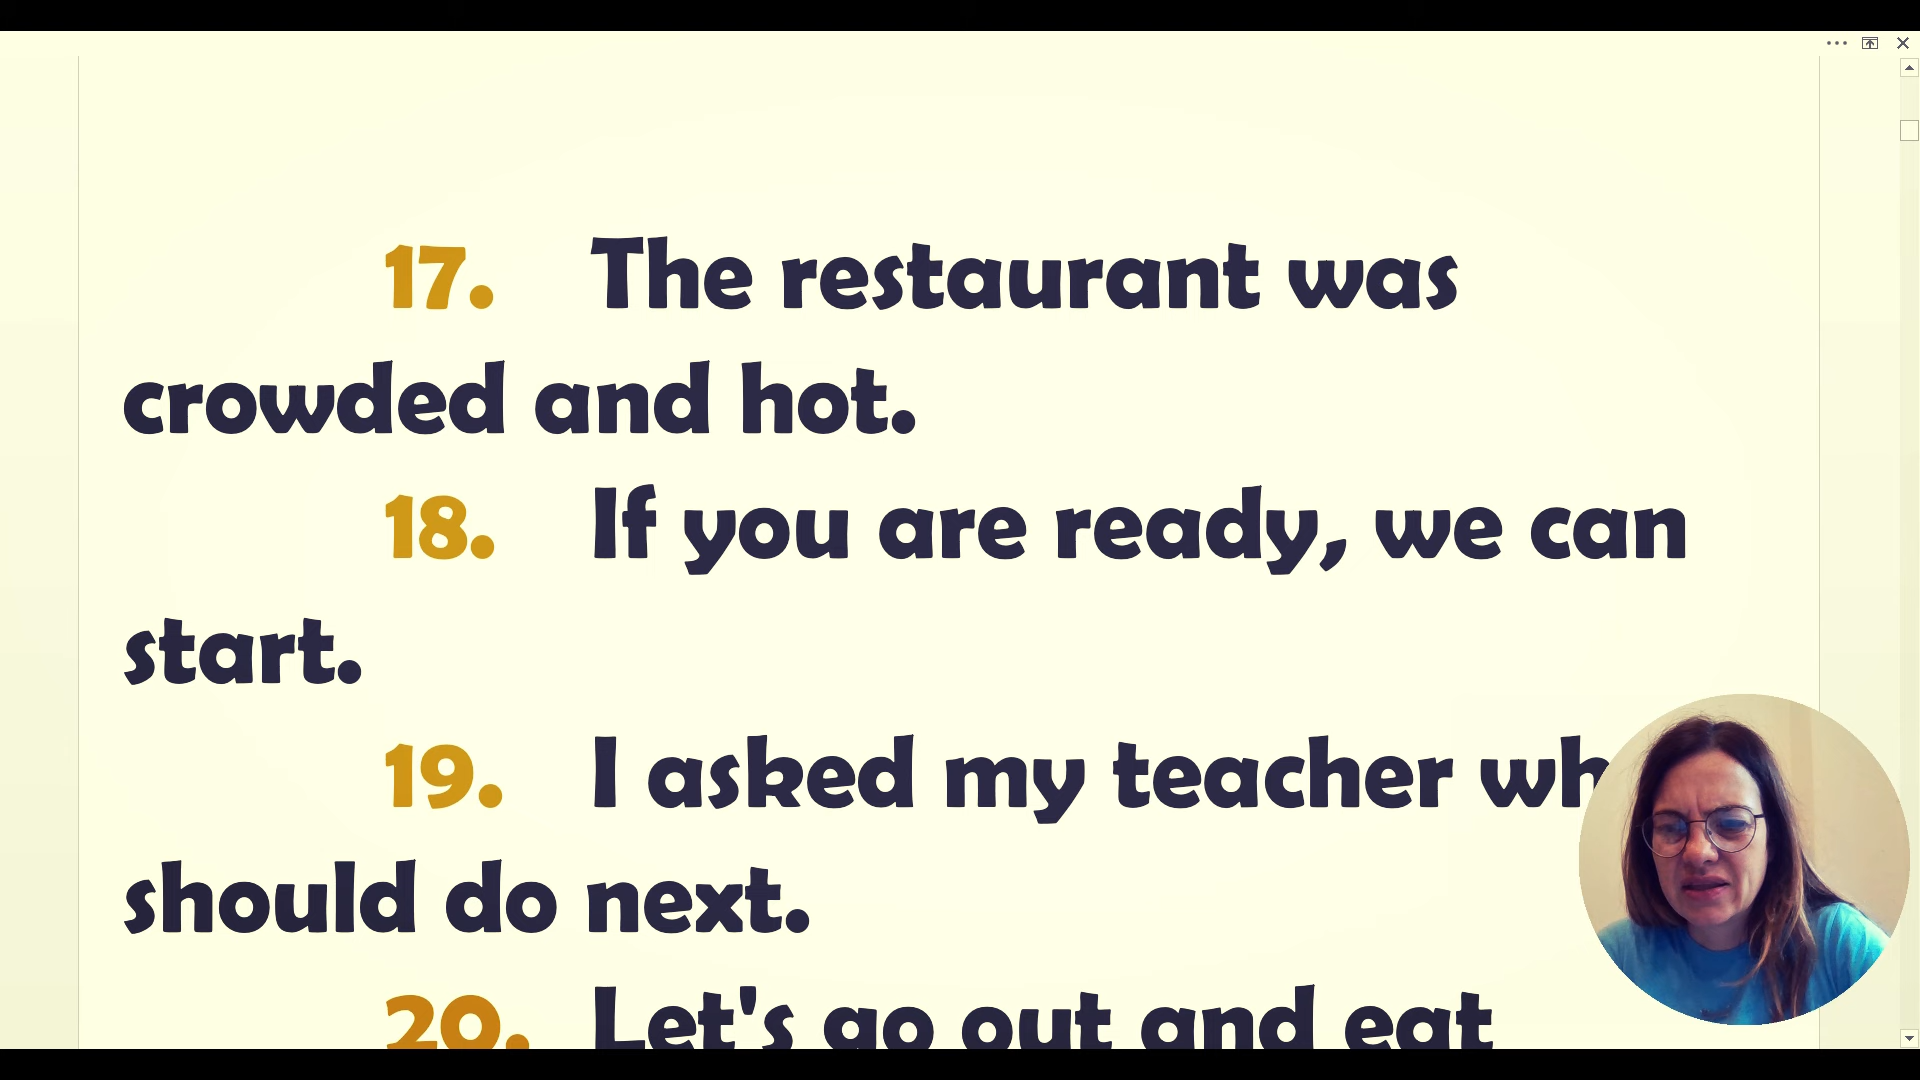 17. The restaurant was
crowded and hot.
18. If you are ready, we can
start.
19. I asked my teacher
should do next.
20. Let's go out and eat